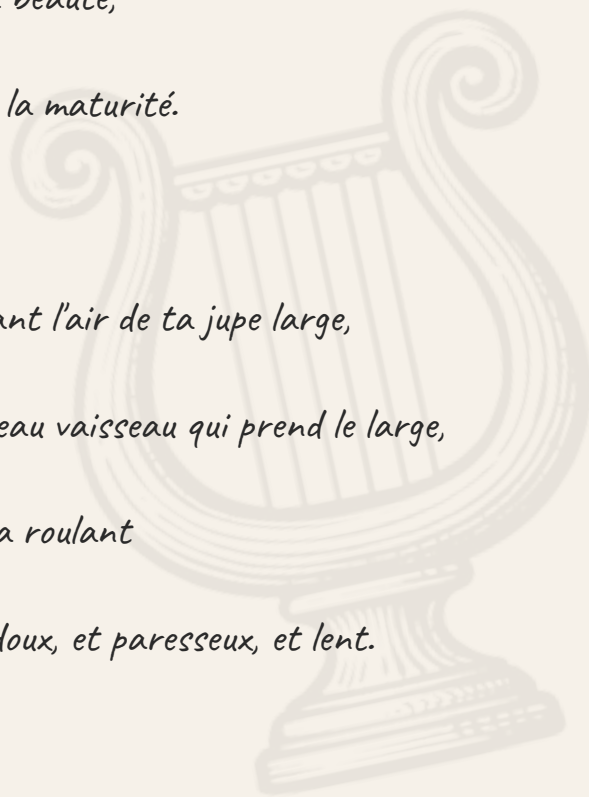 beauté,
la maturité.
ant l'air de ta jupe large,
eau vaisseau qui prend le large,
a roulant
doux, et paresseux, et lent.